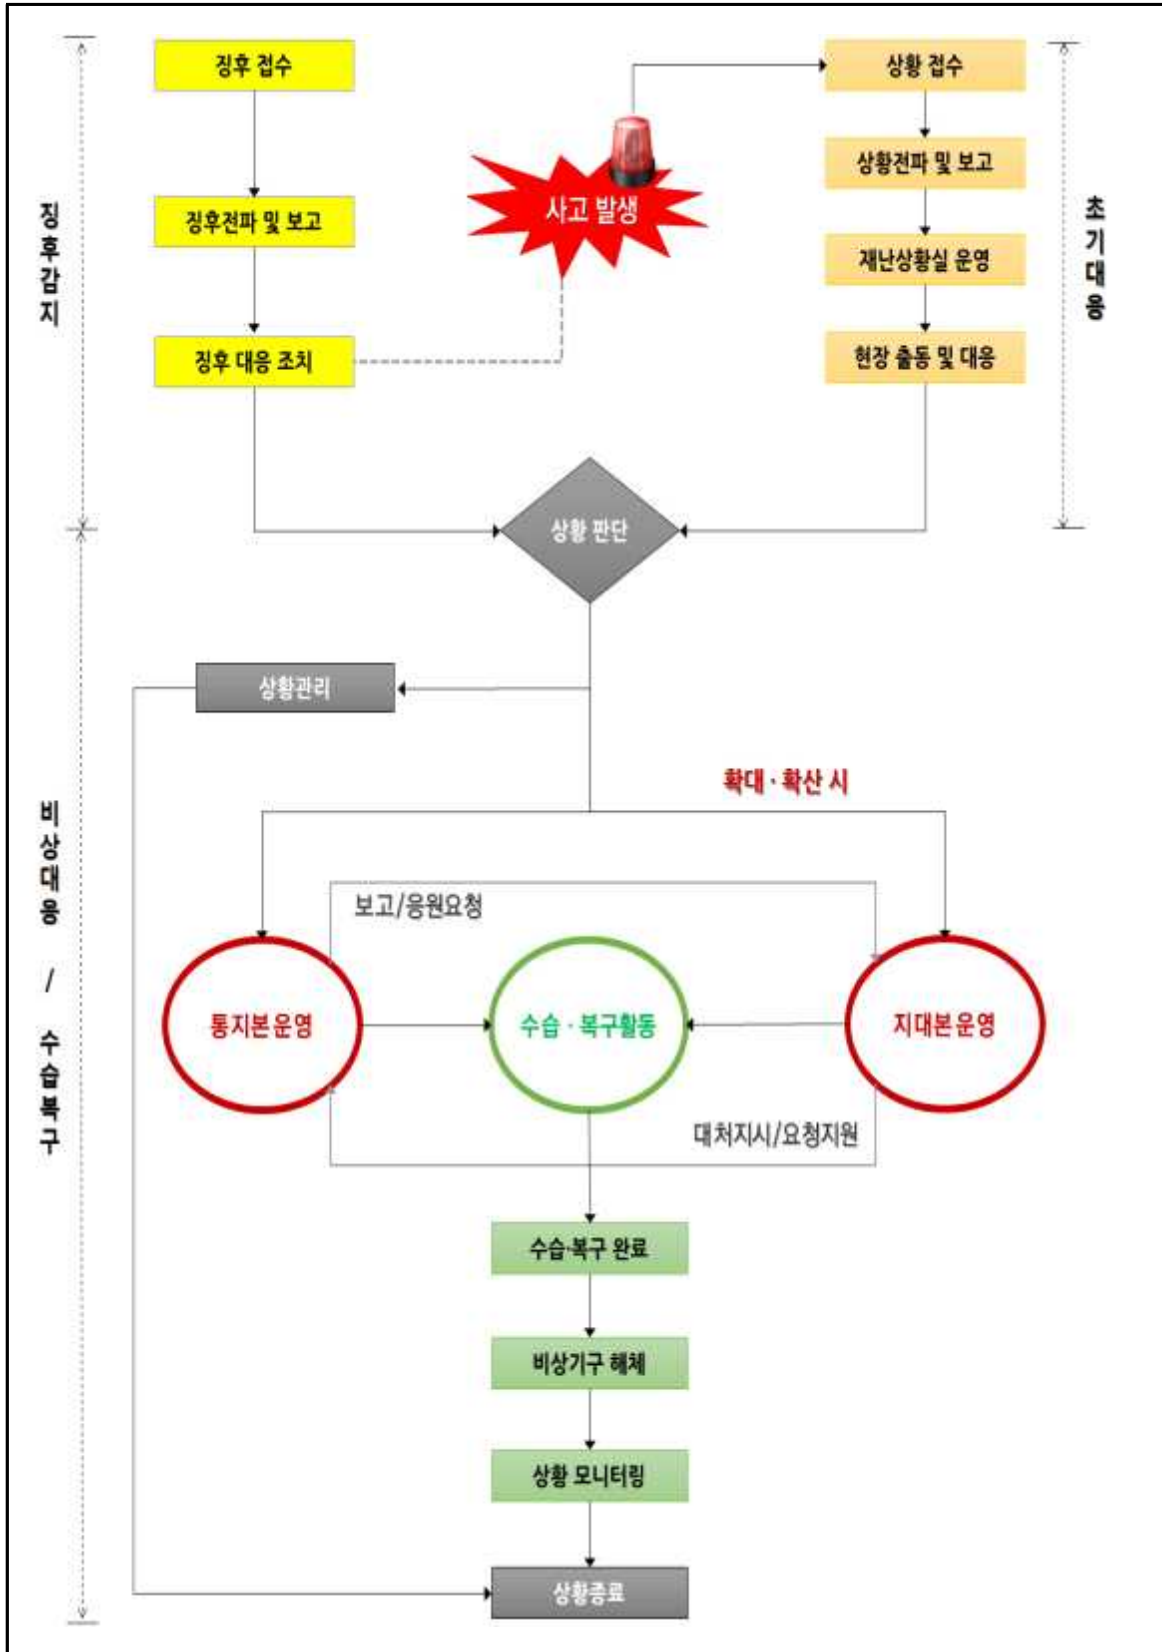 징후 접수
상황 접수
상황전파 및 보고
징후전파 및 보고
사고 발생
재난상황실 운영
징후 대응 조치
현장 출동 및 대응
징후감지
초기대응
상황 판단
상황관리
확대 · 확산 시
비상대응 / 수습복구
보고/응원요청
통지본운영
수습 · 복구활동
지대본운영
대처지시/요청지원
수습·복구 완료
비상기구 해체
상황 모니터링
상황종료